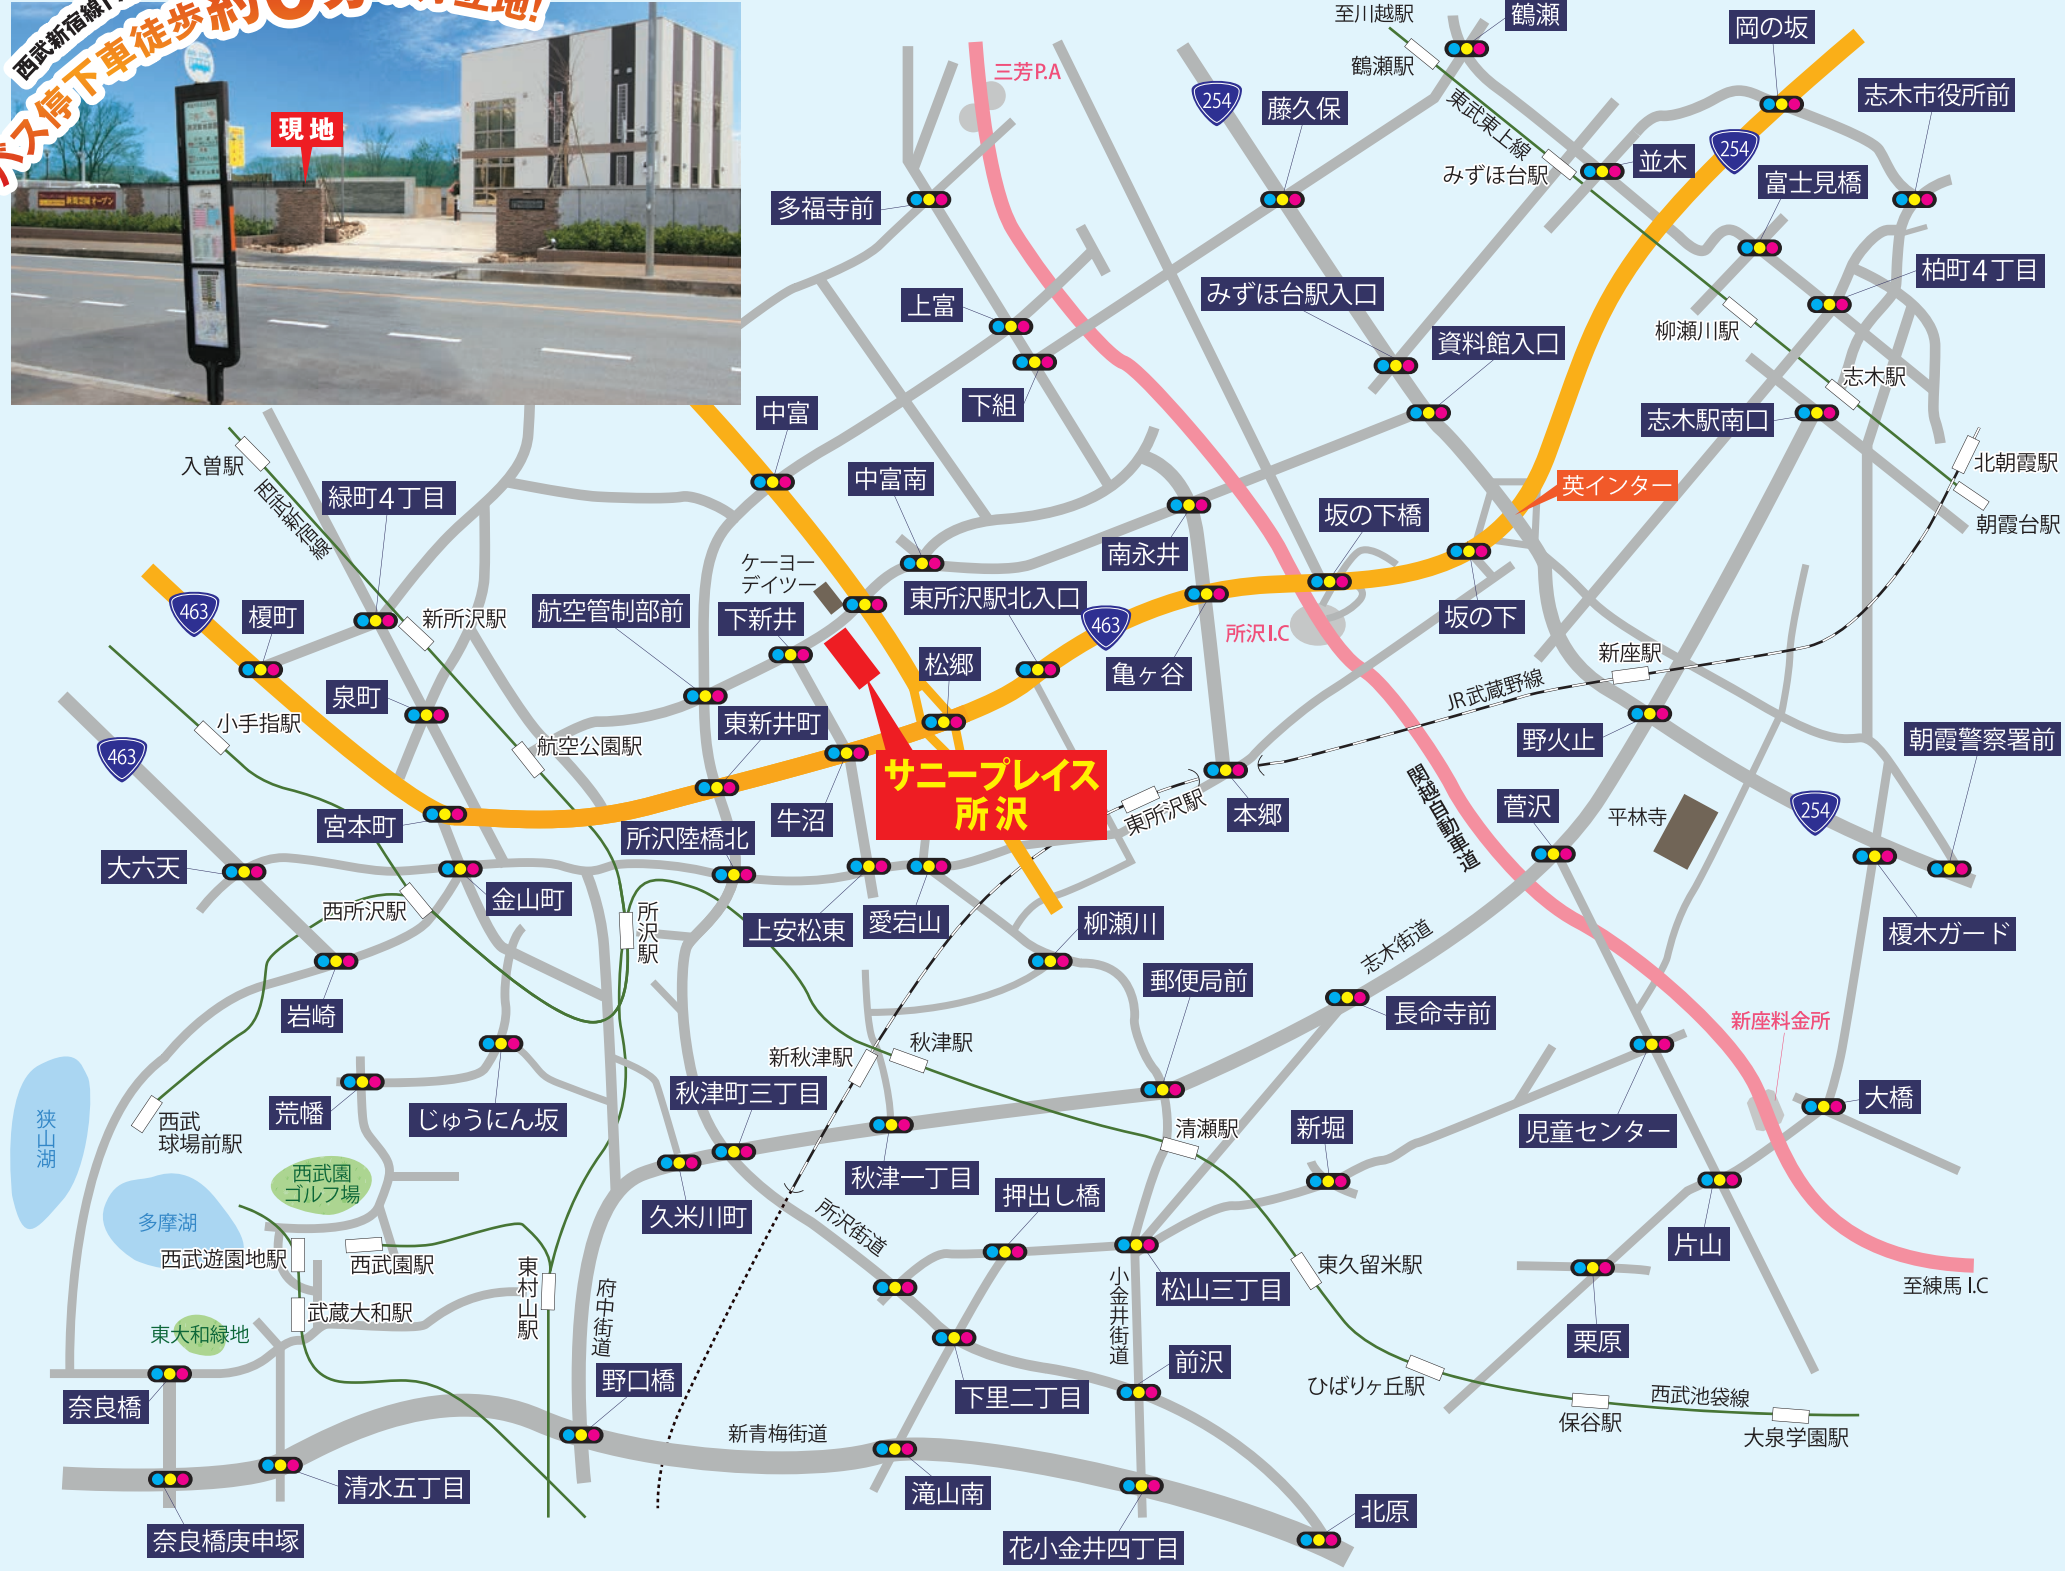 西武新宿線
バス停下車徒歩約
立地!
現地
至川越駅
鶴瀬
岡の坂
鶴瀬駅
三芳P.A
254
藤久保
東武東上線
志木市役所前
254
みずほ台駅
並木
富士見橋
多福寺前
柏町4丁目
上富
みずほ台駅入口
資料館入口
柳瀬川駅
下組
志木駅
中富
志木駅南口
入曽駅
西武新宿線
緑町4丁目
中富南
北朝霞駅
英インター
坂の下橋
朝霞台駅
南永井
ケーヨー
デイツー
463
榎町
新所沢駅
航空管制部前
下新井
東所沢駅北入口
463
坂の下
所沢I.C
松郷
亀ヶ谷
新座駅
泉町
JR武蔵野線
小手指駅
航空公園駅
東新井町
野火止
朝霞警察署前
463
サニープレイス
所沢
関越自動車道
宮本町
所沢陸橋北
牛沼
東所沢駅
本郷
菅沢
平林寺
254
大六天
金山町
西所沢駅
所沢駅
上安松東
愛宕山
柳瀬川
志木街道
榎木ガード
岩崎
郵便局前
長命寺前
新座料金所
新秋津駅
秋津駅
荒幡
じゅうにん坂
秋津町三丁目
大橋
狭山湖
西武
球場前駅
清瀬駅
新堀
児童センター
西武園
ゴルフ場
秋津一丁目
押出し橋
多摩湖
久米川町
所沢街道
片山
西武遊園地駅
西武園駅
東村山駅
府中街道
小金井街道
松山三丁目
東久留米駅
至練馬I.C
武蔵大和駅
東大和緑地
栗原
奈良橋
野口橋
下里二丁目
前沢
ひばりヶ丘駅
西武池袋線
保谷駅
大泉学園駅
新青梅街道
清水五丁目
滝山南
北原
奈良橋庚申塚
花小金井四丁目